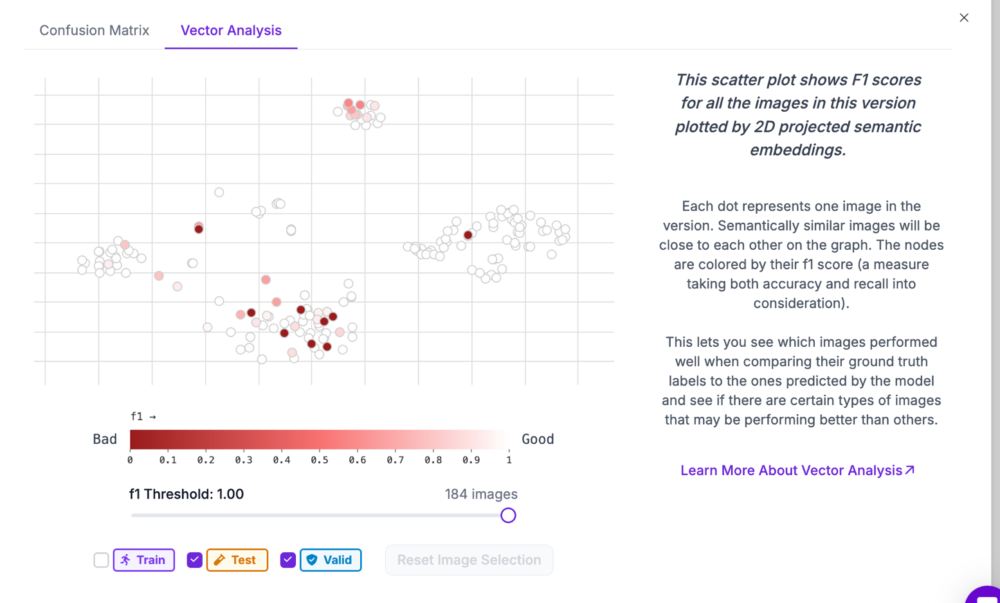 Confusion Matrix
Vector Analysis
This scatter plot shows F1 scores
for all the images in this version
plotted by 2D projected semantic
embeddings.
Each dot represents one image in the
version. Semantically similar images will be
close to each other on the graph. The nodes
are colored by their f1 score (a measure
taking both accuracy and recall into
consideration).
This lets you see which images performed
well when comparing their ground truth
labels to the ones predicted by the model
and see if there are certain types of images
that may be performing better than others.
Learn More About Vector Analysis
f1 →
Bad
Good
0 0.1 0.2 0.3 0.4 0.5 0.6 0.7 0.8 0.9 1
f1 Threshold: 1.00
184 images
Train
Test
Valid
Reset Image Selection